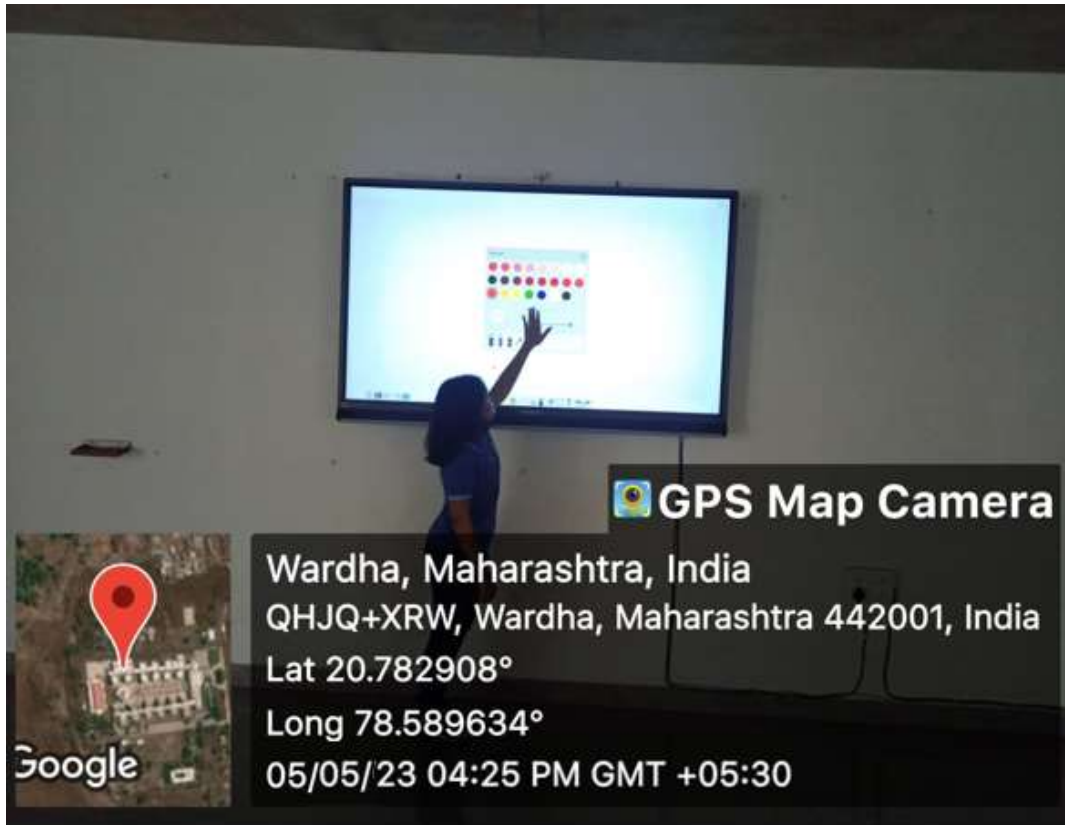 GPS Map Camera
Wardha, Maharashtra, India
QHJQ+XRW, Wardha, Maharashtra 442001, India
Lat 20.782908°
Long 78.589634°
05/05/23 04:25 PM GMT +05:30
Google